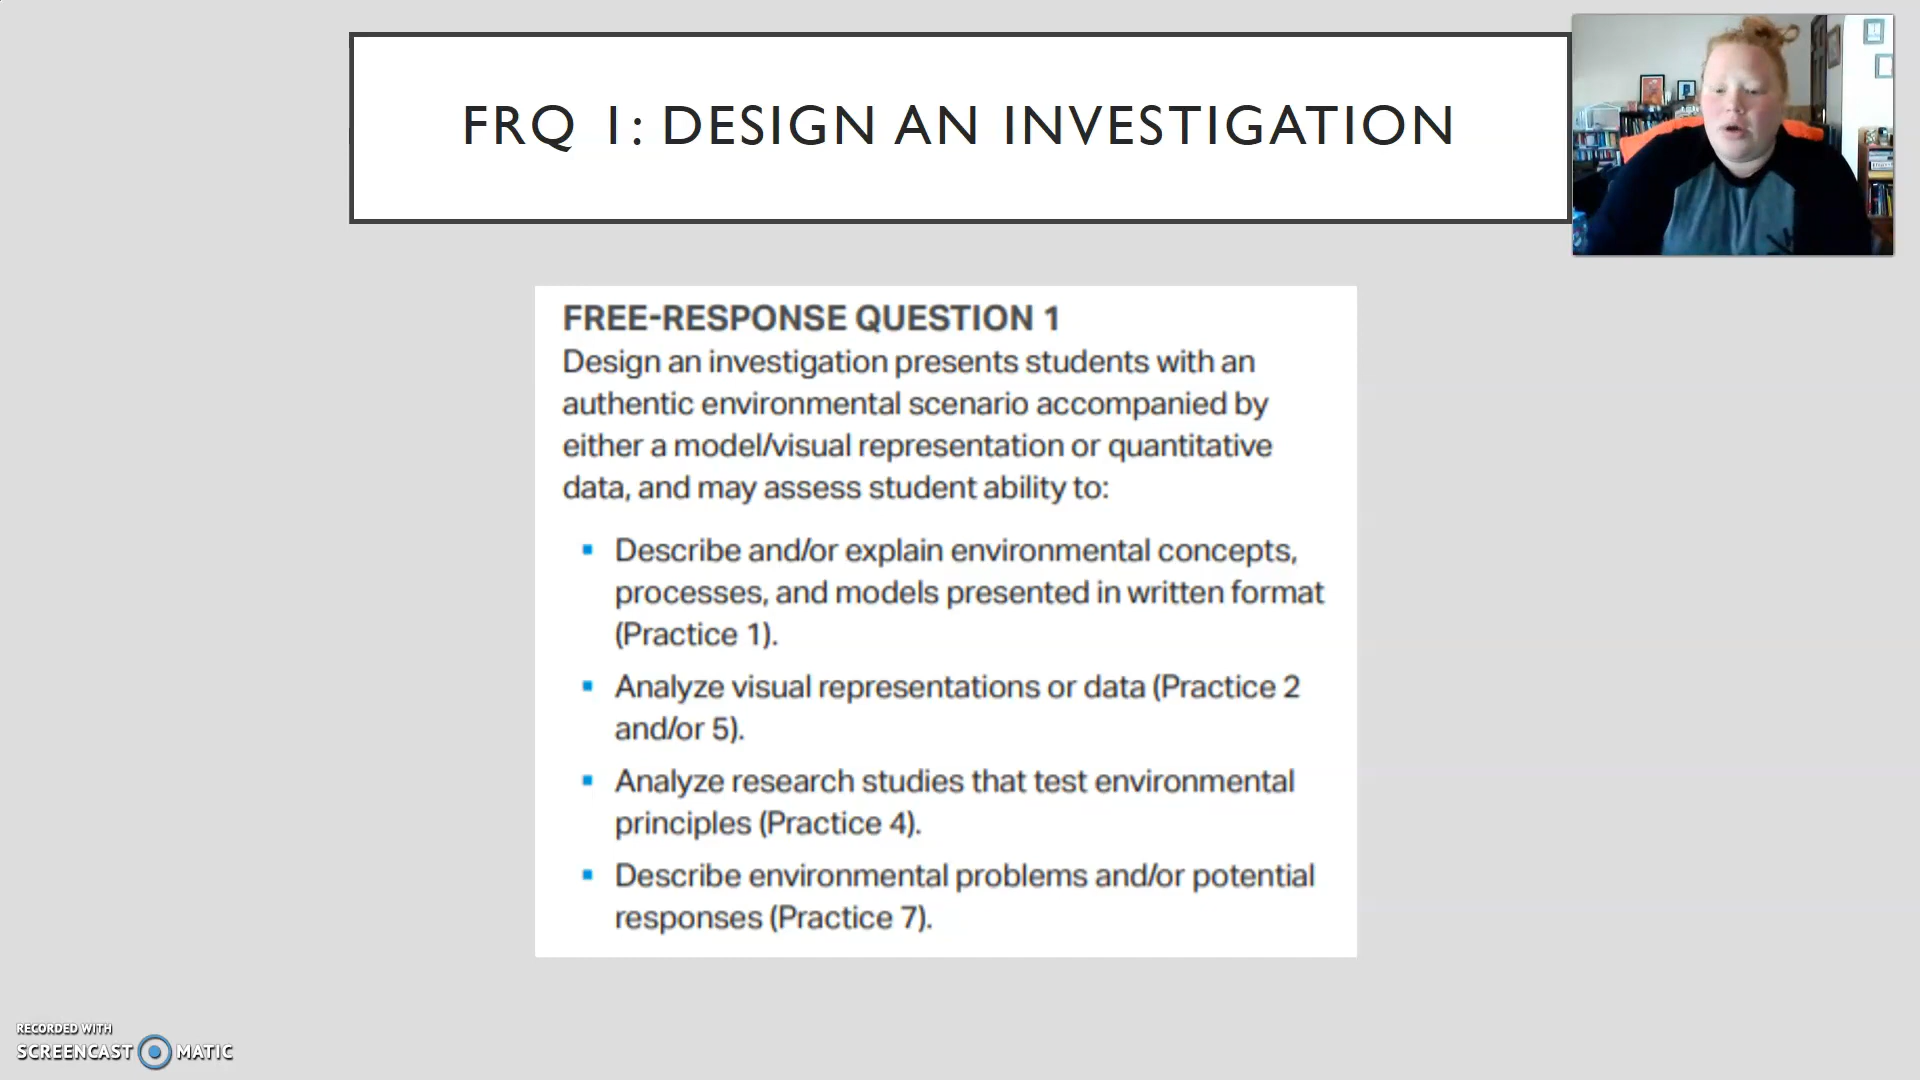 FRQ 1: DESIGN AN INVESTIGATION
FREE-RESPONSE QUESTION 1
Design an investigation presents students with an
authentic environmental scenario accompanied by
either a model/visual representation or quantitative
data, and may assess student ability to:
▪ Describe and/or explain environmental concepts,
processes, and models presented in written format
(Practice 1).
▪ Analyze visual representations or data (Practice 2
and/or 5).
▪ Analyze research studies that test environmental
principles (Practice 4).
▪ Describe environmental problems and/or potential
responses (Practice 7).
RECORDED WITH
SCREENCAST MATIC